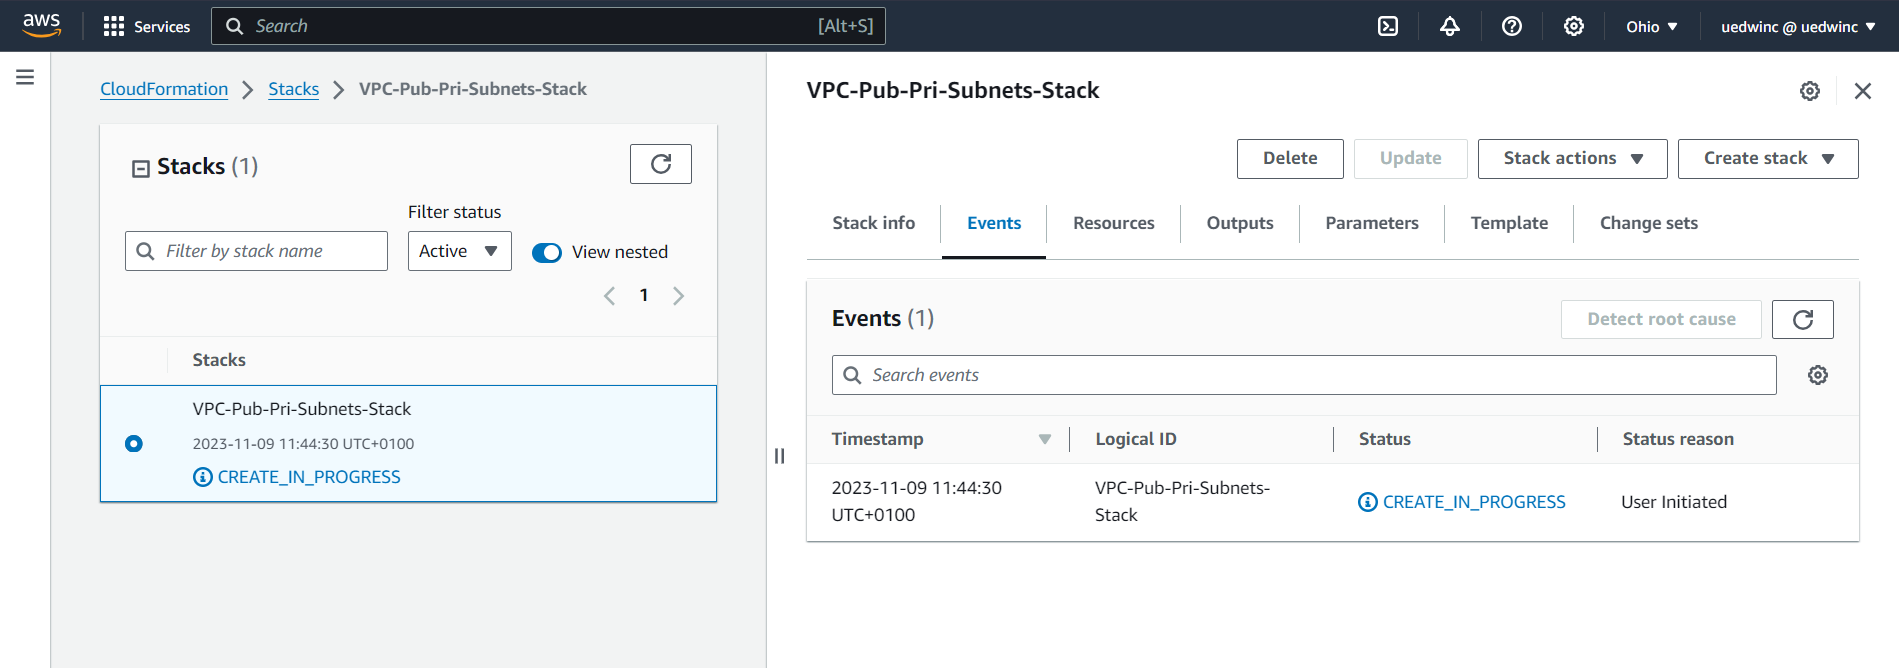 aws
Services
Search
[Alt+S]
Ohio
uedwinc @ uedwinc
CloudFormation
Stacks
VPC-Pub-Pri-Subnets-Stack
Stacks (1)
Filter status
Filter by stack name
Active
View nested
1
Stacks
VPC-Pub-Pri-Subnets-Stack
2023-11-09 11:44:30 UTC+0100
CREATE_IN_PROGRESS
VPC-Pub-Pri-Subnets-Stack
Delete
Update
Stack actions
Create stack
Stack info
Events
Resources
Outputs
Parameters
Template
Change sets
Events (1)
Detect root cause
Search events
Timestamp
Logical ID
Status
Status reason
2023-11-09 11:44:30
UTC+0100
VPC-Pub-Pri-Subnets-
Stack
CREATE_IN_PROGRESS
User Initiated